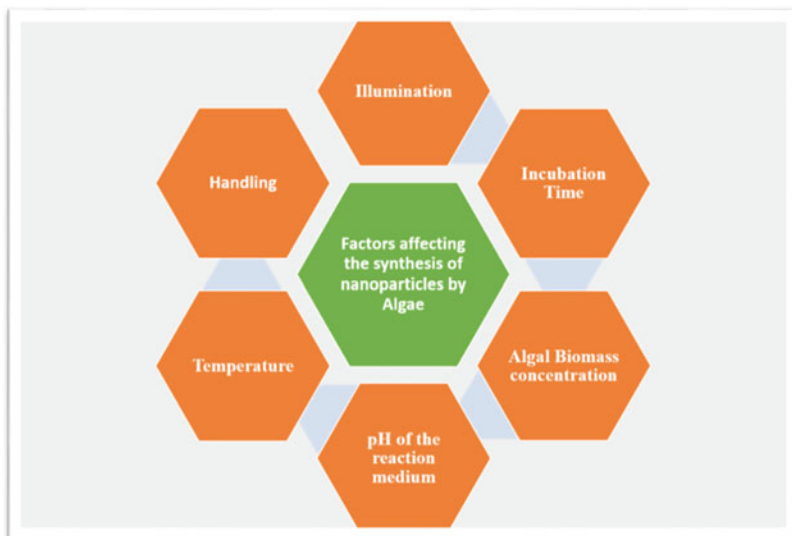 Illumination
Incubation
Time
Algal Biomass
concentration
pH of the
reaction
medium
Temperature
Handling
Factors affecting
the synthesis of
nanoparticles by
Algae